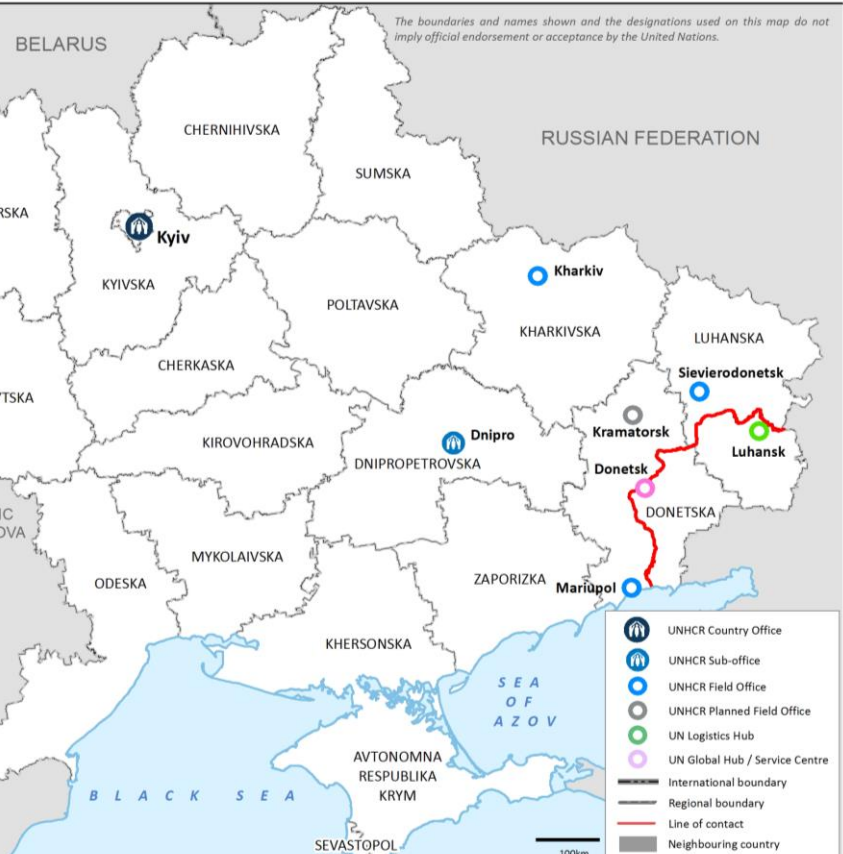 The boundaries and names shown and the designations used on this map do not
imply official endorsement or acceptance by the United Nations.
BELARUS
RUSSIAN FEDERATION
CHERNIHIVSKA
SUMSKA
RSKA
Kyiv
KYIVSKA
Kharkiv
POLTAVSKA
KHARKIVSKA
LUHANSKA
CHERKASKA
Sievierodonetsk
YTSKA
Kramatorsk
Dnipro
KIROVOHRADSKA
Luhansk
DNIPROPETROVSKA
Donetsk
DONETSKA
IC
OVA
MYKOLAIVSKA
ODESKA
ZAPORIZKA
Mariupol
KHERSONSKA
SEA
OF
AZOV
AVTONOMNA
RESPUBLIKA
KRYM
BLACK SEA
SEVASTOPOL
100km
UNHCR Country Office
UNHCR Sub-office
UNHCR Field Office
UNHCR Planned Field Office
UN Logistics Hub
UN Global Hub / Service Centre
International boundary
Regional boundary
Line of contact
Neighbouring country